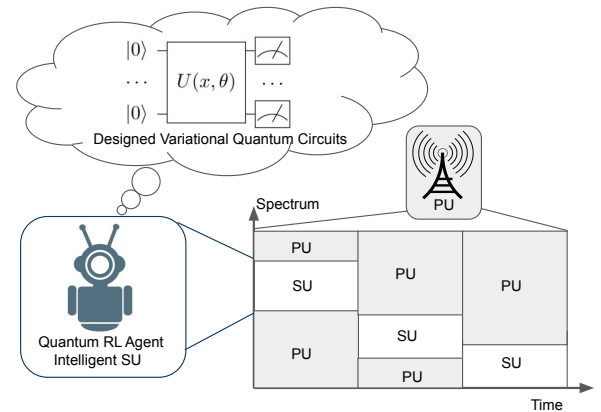 |0⟩
· · ·
U(x, θ)
· · ·
|0⟩
Designed Variational Quantum Circuits
PU
Spectrum
PU
SU
PU
PU
SU
PU
PU
SU
Quantum RL Agent
Intelligent SU
Time